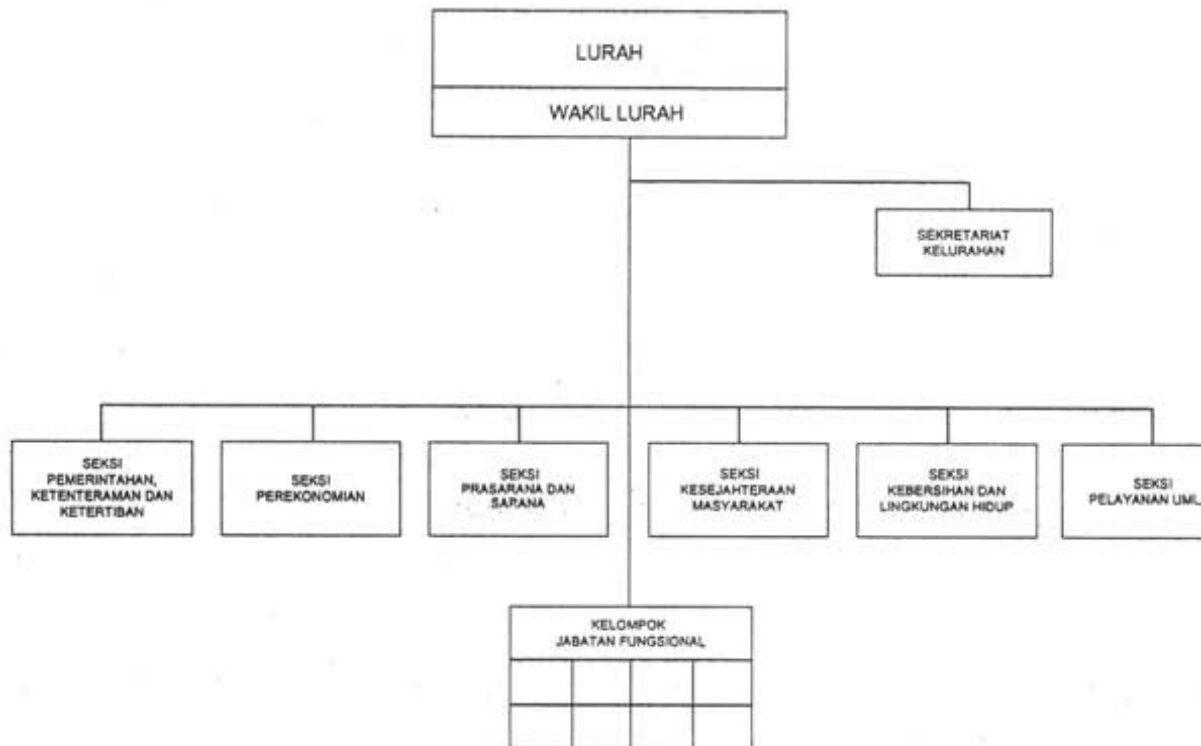 LURAH
WAKIL LURAH
SEKRETARIAT
KELURAHAN
SEKSI
PEMERINTAHAN,
KETENTERAMAN DAN
KETERTIBAN
SEKSI
PEREKONOMIAN
SEKSI
PRASARANA DAN
SARANA
SEKSI
KESEJAHTERAAN
MASYARAKAT
SEKSI
KEBERSIHAN DAN
LINGKUNGAN HIDUP
SEKSI
PELAYANAN
KELOMPOK
JABATAN FUNGSIONAL